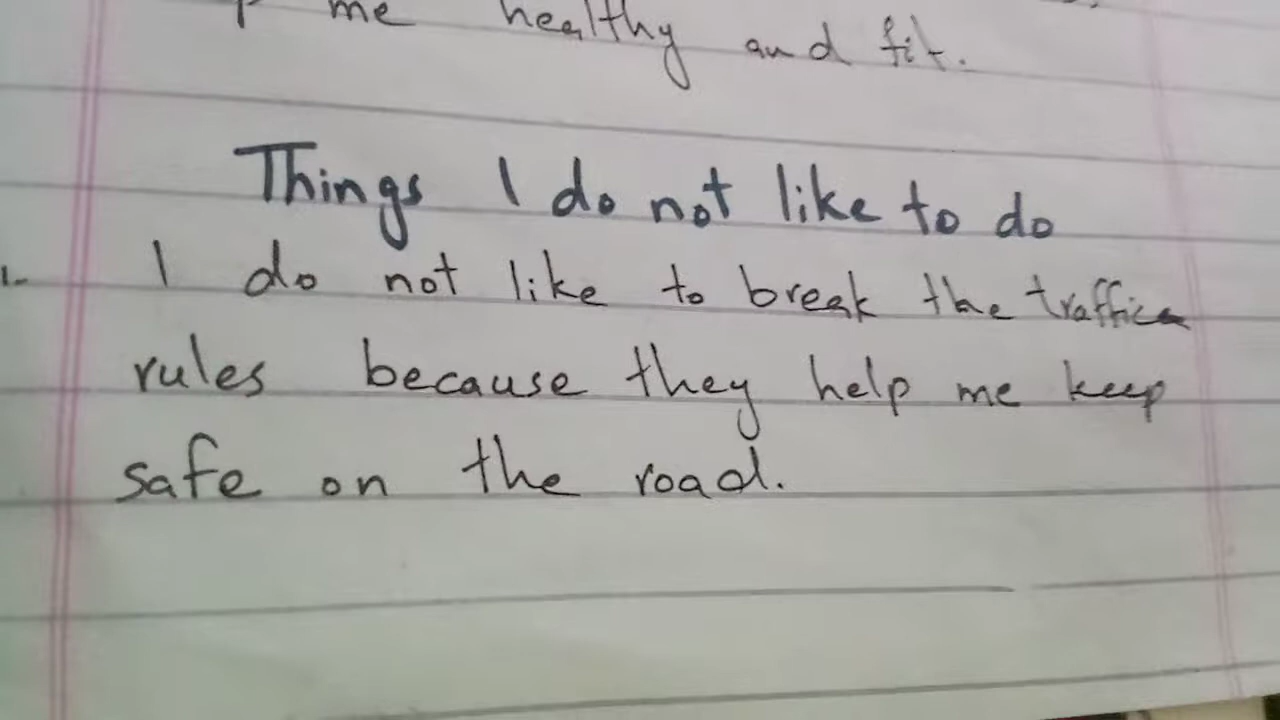 me healthy and fit.
Things I do not like to do
1. I do not like to break the traffic
rules because they help me keep
safe on the road.